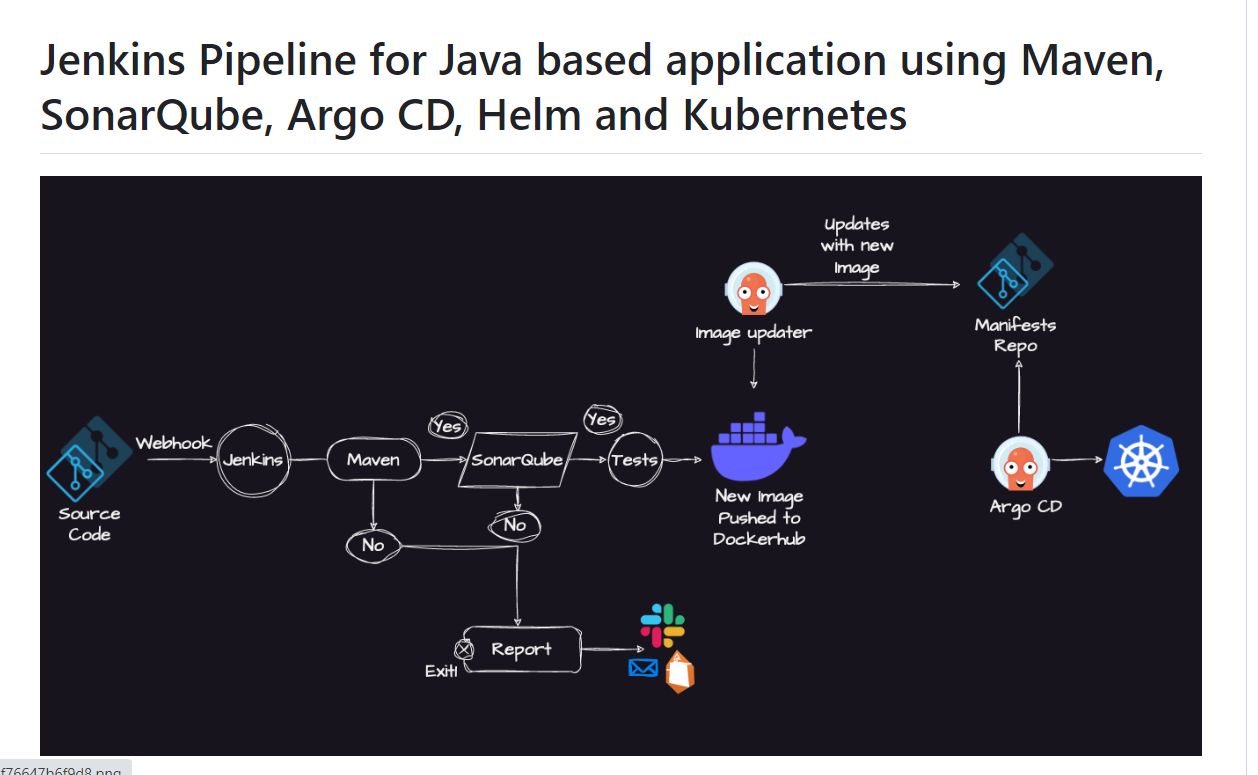 Jenkins Pipeline for Java based application using Maven,
SonarQube, Argo CD, Helm and Kubernetes
Updates
with new
Image
Image updater
Manifests
Repo
Webhook
Source
Code
Jenkins
Maven
Yes
SonarQube
Yes
Tests
No
No
New Image
Pushed to
Dockerhub
Argo CD
Report
Exit!